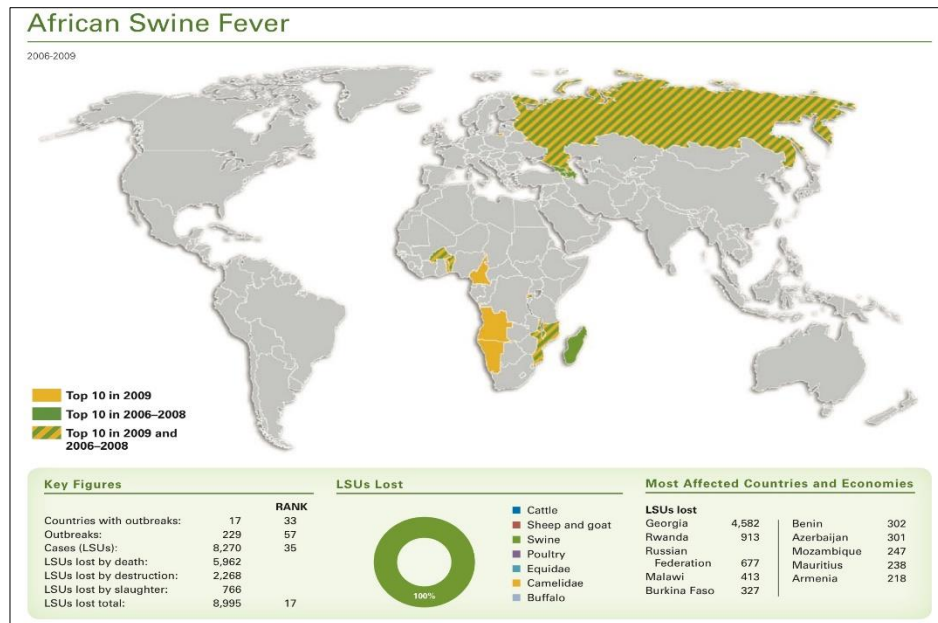 African Swine Fever
2006-2009
Top 10 in 2009
Top 10 in 2006–2008
Top 10 in 2009 and
2006–2008
Key Figures
RANK
Countries with outbreaks: 17 33
Outbreaks: 229 57
Cases (LSUs): 8,270 35
LSUs lost by death: 5,962
LSUs lost by destruction: 2,268
LSUs lost by slaughter: 766
LSUs lost total: 8,995 17
LSUs Lost
100%
Cattle
Sheep and goat
Swine
Poultry
Equidae
Camelidae
Buffalo
Most Affected Countries and Economies
LSUs lost
Georgia 4,582
Rwanda 913
Russian
Federation 677
Malawi 413
Burkina Faso 327
Benin 302
Azerbaijan 301
Mozambique 247
Mauritius 238
Armenia 218